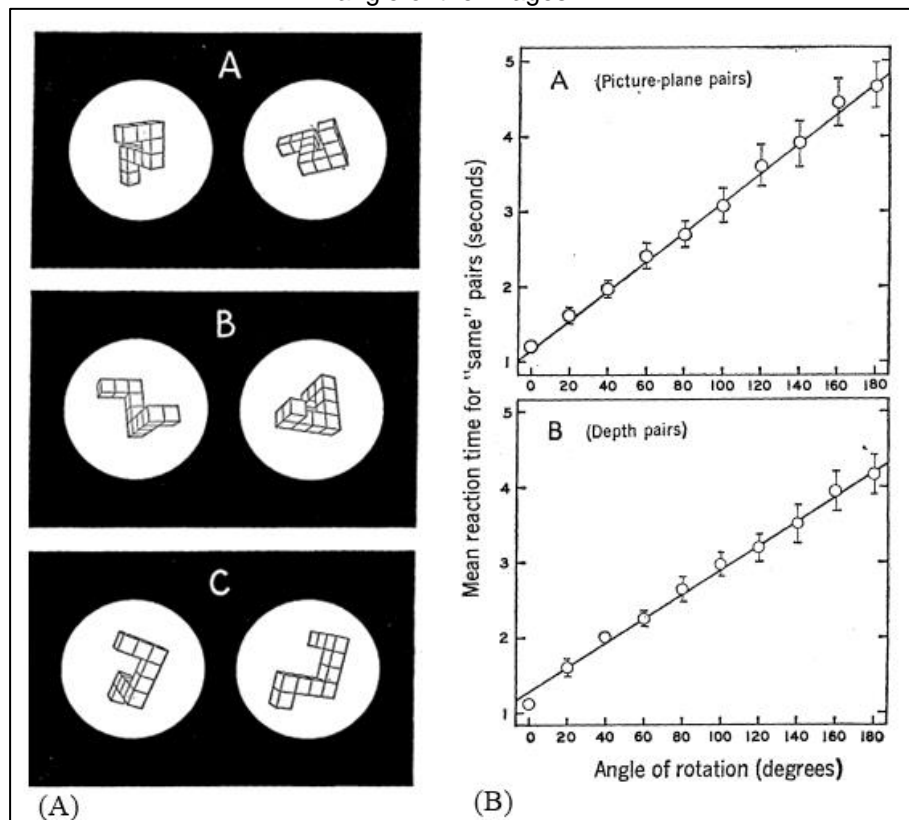 A
B
C
(A)
5
4
3
2
1
A (Picture-plane pairs)
0 20 40 60 80 100 120 140 160 180
5
4
3
2
1
B (Depth pairs)
0 20 40 60 80 100 120 140 160 180
Mean reaction time for "same" pairs (seconds)
Angle of rotation (degrees)
(B)